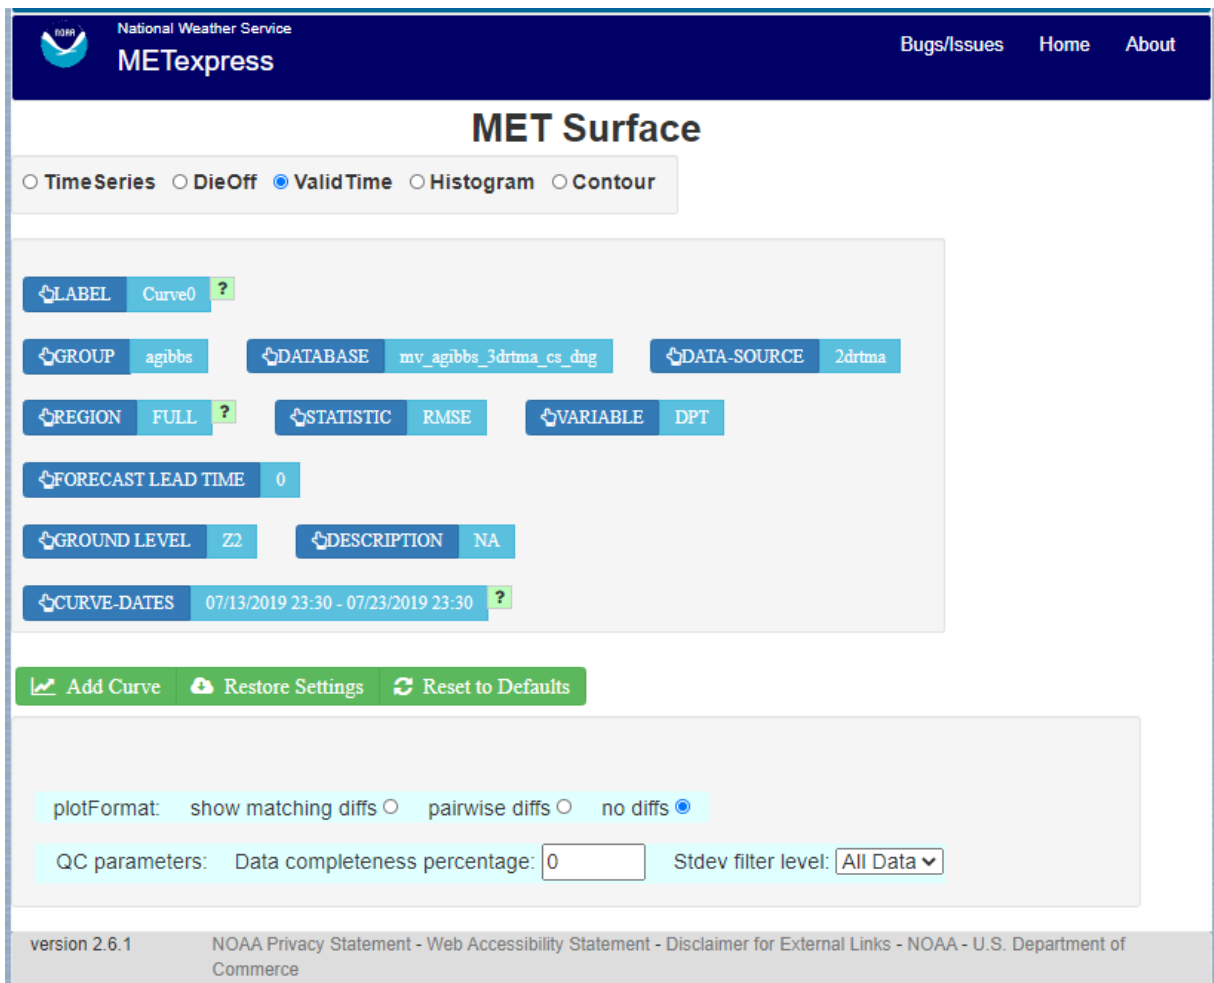 NOAA
National Weather Service
METexpress
Bugs/Issues Home About
MET Surface
TimeSeries DieOff ValidTime Histogram Contour
LABEL Curve0 ?
GROUP agibbs DATABASE mv_agibbs_3drtma_cs_dng DATA-SOURCE 2drtma
REGION FULL ? STATISTIC RMSE VARIABLE DPT
FORECAST LEAD TIME 0
GROUND LEVEL Z2 DESCRIPTION NA
CURVE-DATES 07/13/2019 23:30 - 07/23/2019 23:30 ?
Add Curve Restore Settings Reset to Defaults
plotFormat: show matching diffs pairwise diffs no diffs
QC parameters: Data completeness percentage: 0 Stdev filter level: All Data
version 2.6.1 NOAA Privacy Statement - Web Accessibility Statement - Disclaimer for External Links - NOAA - U.S. Department of
Commerce